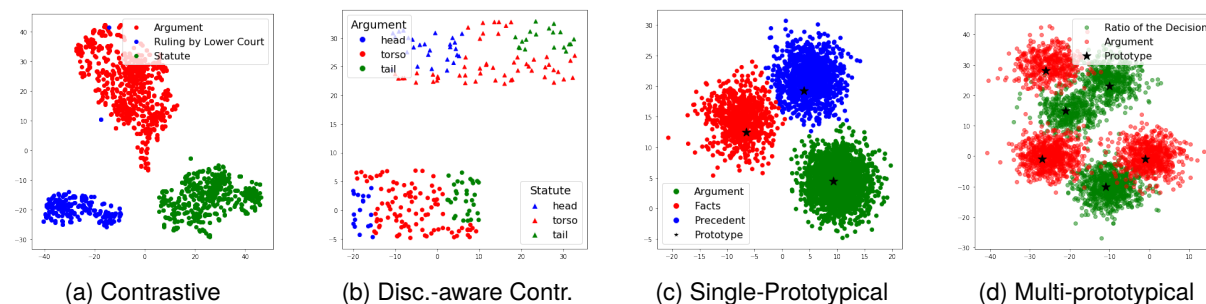 Argument
Ruling by Lower Court
Statute
40
30
20
10
0
−10
−20
−30
−40
−20
0
20
40
(a) Contrastive
Argument
head
torso
tail
Statute
head
torso
tail
30
25
20
15
10
5
0
−5
−20
−10
0
10
20
30
(b) Disc.-aware Contr.
Argument
Facts
Precedent
Prototype
30
25
20
15
10
5
0
−5
−20
−10
0
10
20
(c) Single-Prototypical
Ratio of the Decision
Argument
Prototype
40
30
20
10
0
−10
−20
−30
−40
−30
−20
−10
0
10
(d) Multi-prototypical